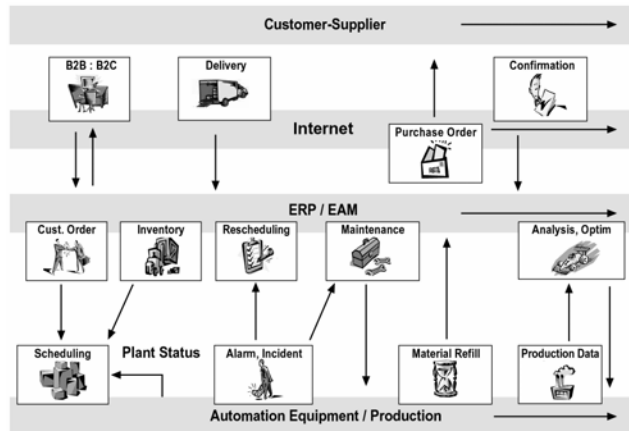 Customer-Supplier
B2B : B2C
Delivery
Confirmation
Internet
Purchase Order
ERP / EAM
Cust. Order
Inventory
Rescheduling
Maintenance
Analysis, Optim
Scheduling
Plant Status
Alarm, Incident
Material Refill
Production Data
Automation Equipment / Production